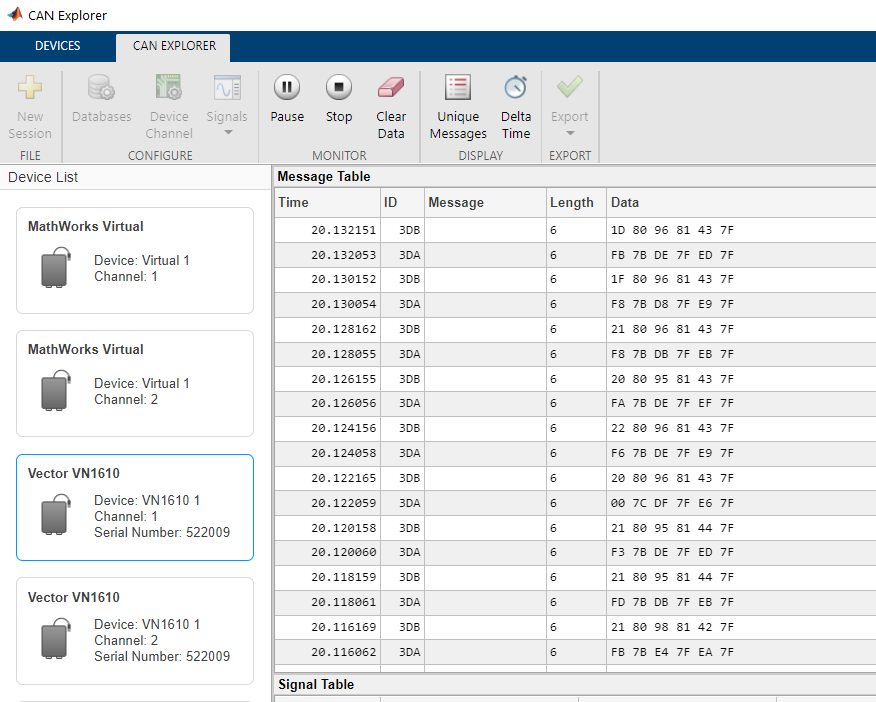 CAN Explorer
DEVICES CAN EXPLORER
New Session Databases Device Channel Signals Pause Stop Clear Data Unique Messages Delta Time Export
FILE CONFIGURE MONITOR DISPLAY EXPORT
Device List
MathWorks Virtual
Device: Virtual 1
Channel: 1
MathWorks Virtual
Device: Virtual 1
Channel: 2
Vector VN1610
Device: VN1610 1
Channel: 1
Serial Number: 522009
Vector VN1610
Device: VN1610 1
Channel: 2
Serial Number: 522009
Message Table
Time ID Message Length Data
20.132151 3DB 6 1D 80 96 81 43 7F
20.132053 3DA 6 FB 7B DE 7F ED 7F
20.130152 3DB 6 1F 80 96 81 43 7F
20.130054 3DA 6 F8 7B D8 7F E9 7F
20.128162 3DB 6 21 80 96 81 43 7F
20.128055 3DA 6 F8 7B DB 7F EB 7F
20.126155 3DB 6 20 80 95 81 43 7F
20.126056 3DA 6 FA 7B DE 7F EF 7F
20.124156 3DB 6 22 80 96 81 43 7F
20.124058 3DA 6 F6 7B DE 7F E9 7F
20.122165 3DB 6 20 80 96 81 43 7F
20.122059 3DA 6 00 7C DF 7F E6 7F
20.120158 3DB 6 21 80 95 81 44 7F
20.120060 3DA 6 F3 7B DE 7F ED 7F
20.118159 3DB 6 21 80 95 81 44 7F
20.118061 3DA 6 FD 7B DB 7F EB 7F
20.116169 3DB 6 21 80 98 81 42 7F
20.116062 3DA 6 FB 7B E4 7F EA 7F
Signal Table